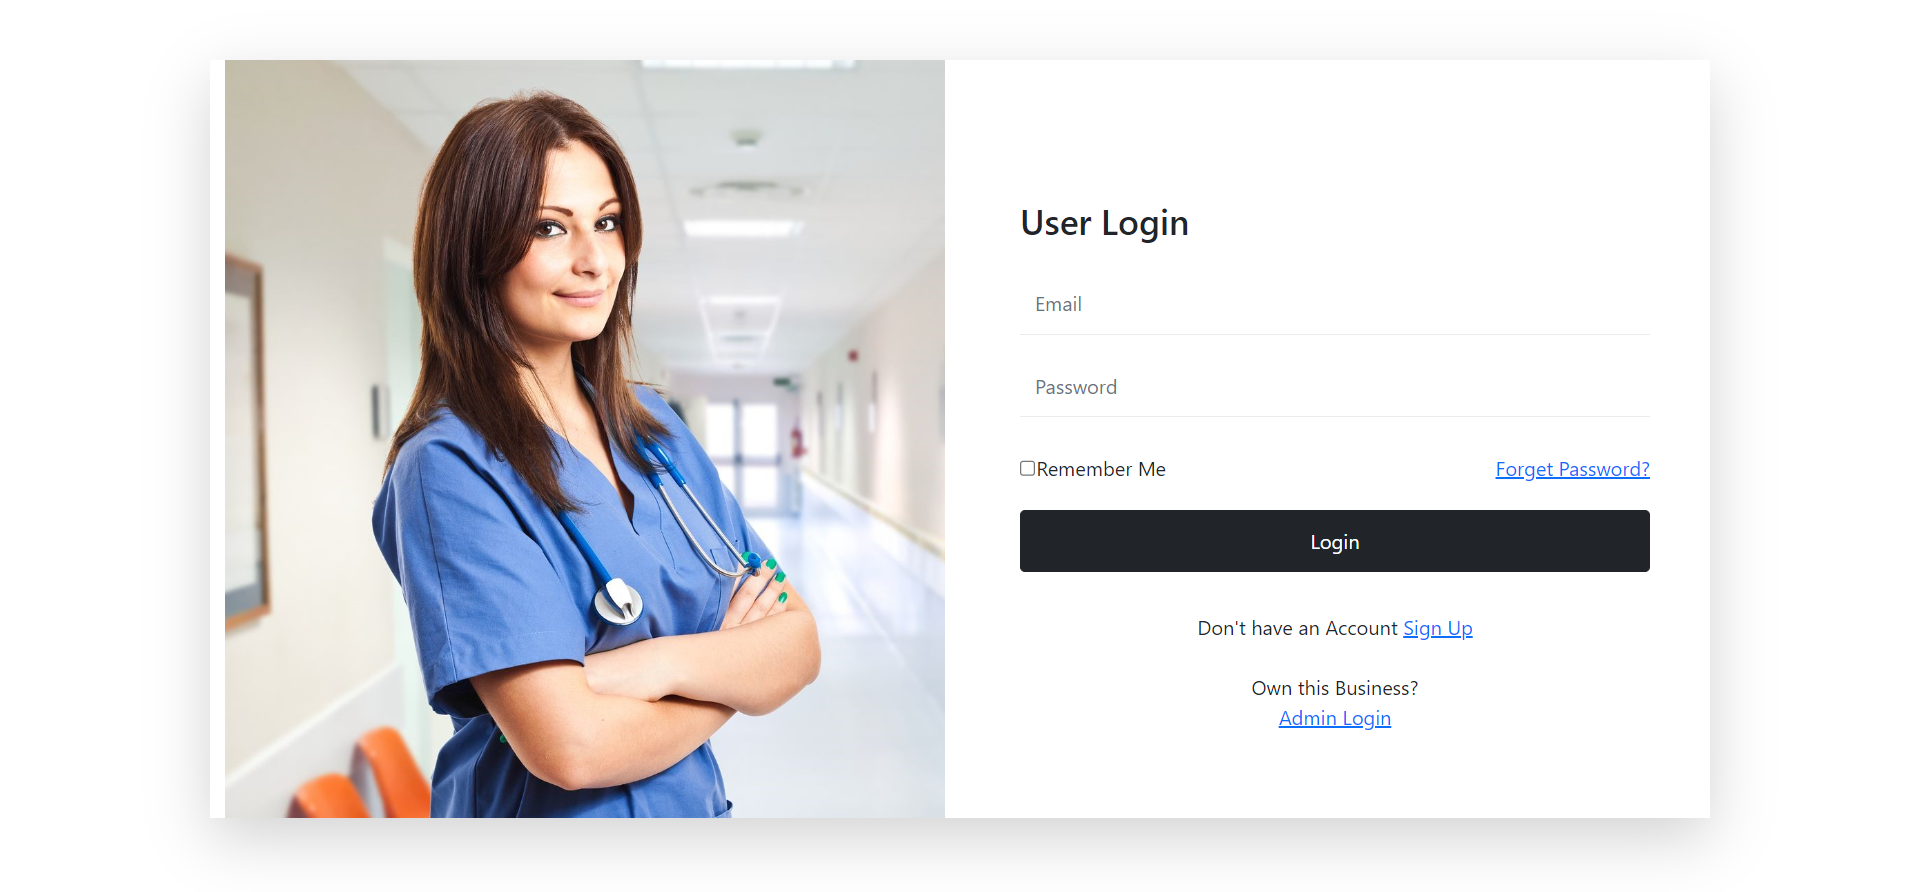 User Login
Email
Password
Remember Me Forget Password?
Login
Don't have an Account Sign Up
Own this Business?
Admin Login